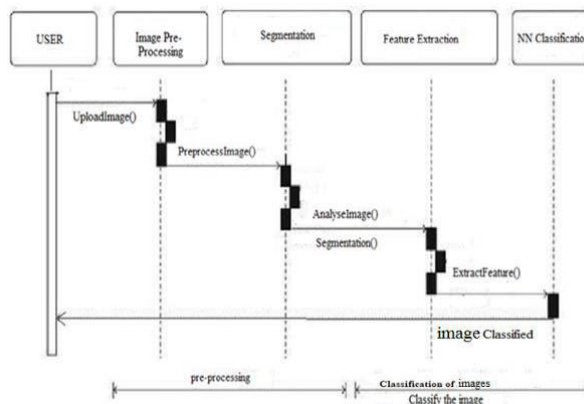 USER
Image Pre-
Processing
Segmentation
Feature Extraction
NN Classification
UploadImage()
PreprocessImage()
AnalyseImage()
Segmentation()
ExtractFeature()
image Classified
pre-processing
Classification of images
Classify the image